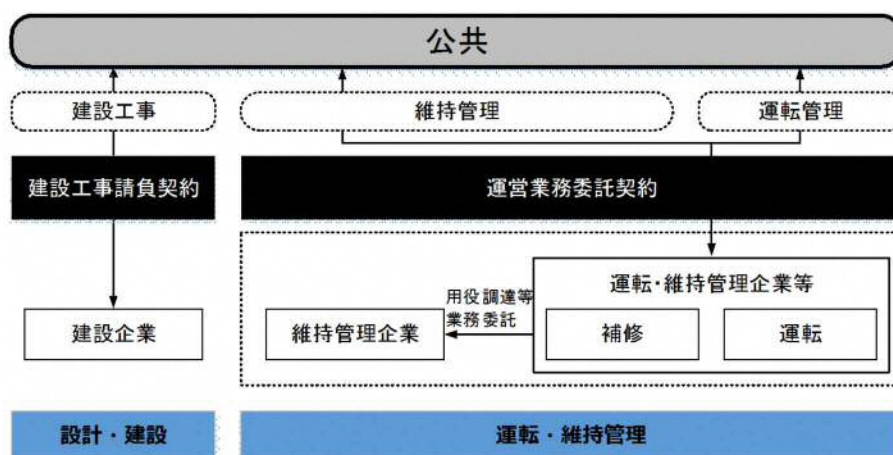 公共
建設工事
維持管理
運転管理
建設工事請負契約
運営業務委託契約
運転・維持管理企業等
用役調達等
業務委託
建設企業
維持管理企業
補修
運転
設計・建設
運転・維持管理